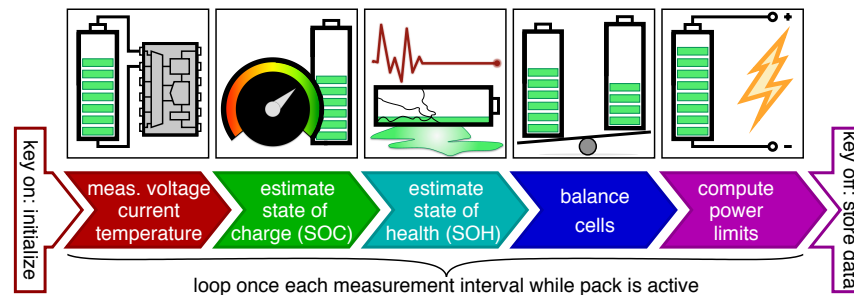 key on: initialize
meas. voltage
current
temperature
estimate
state of
charge (SOC)
estimate
state of
health (SOH)
balance
cells
compute
power
limits
+
−
key off: store data
loop once each measurement interval while pack is active